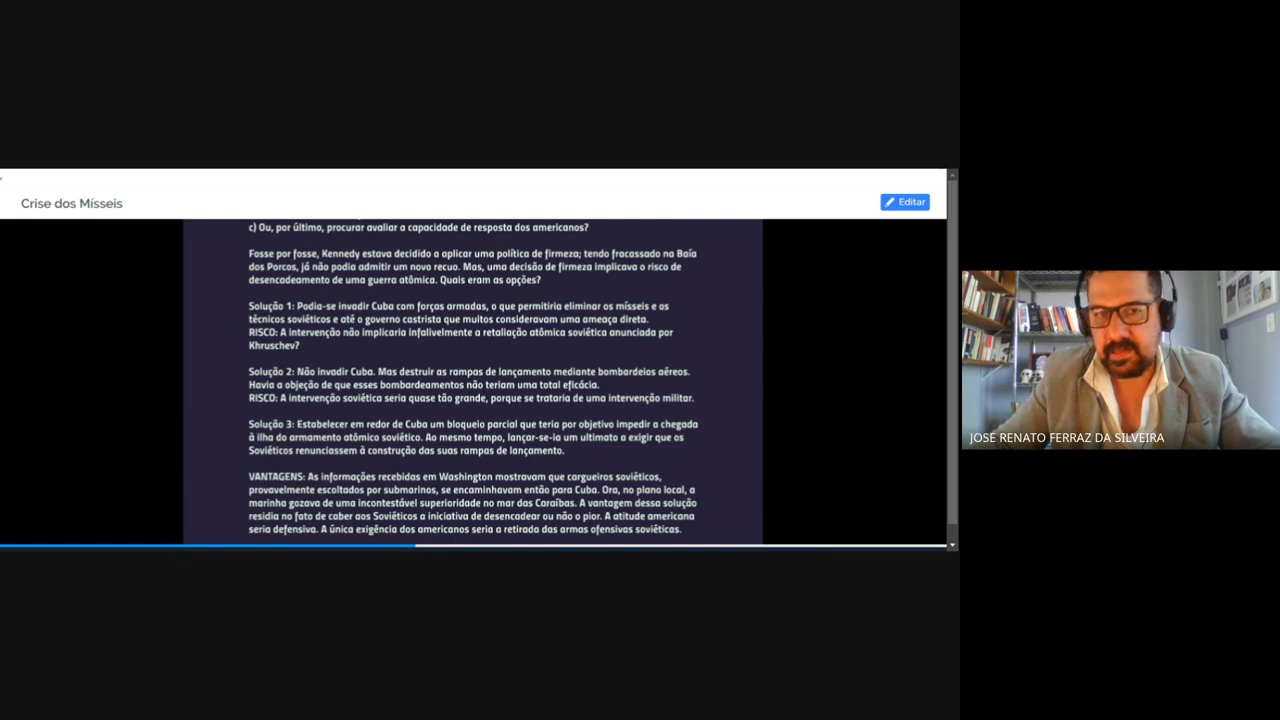 Crise dos Mísseis
Editar
c) Ou, por último, procurar avaliar a capacidade de resposta dos americanos?
Fosse por fosse, Kennedy estava decidido a aplicar uma política de firmeza; tendo fracassado na Baía
dos Porcos, já não podia admitir um novo recuo. Mas, uma decisão de firmeza implicava o risco de
desencadeamento de uma guerra atômica. Quais eram as opções?
Solução 1: Podia-se invadir Cuba com forças armadas, o que permitiria eliminar os mísseis e os
técnicos soviéticos e até o governo castrista que muitos consideravam uma ameaça direta.
RISCO: A intervenção não implicaria infalivelmente a retaliação atômica soviética anunciada por
Khruschev?
Solução 2: Não invadir Cuba. Mas destruir as rampas de lançamento mediante bombardeios aéreos.
Havia a objeção de que esses bombardeamentos não teriam uma total eficácia.
RISCO: A intervenção soviética seria quase tão grande, porque se trataria de uma intervenção militar.
Solução 3: Estabelecer em redor de Cuba um bloqueio parcial que teria por objetivo impedir a chegada
à ilha do armamento atômico soviético. Ao mesmo tempo, lançar-se-ia um ultimato a exigir que os
Soviéticos renunciassem à construção das suas rampas de lançamento.
VANTAGENS: As informações recebidas em Washington mostravam que cargueiros soviéticos,
provavelmente escoltados por submarinos, se encaminhavam então para Cuba. Ora, no plano local, a
marinha gozava de uma incontestável superioridade no mar das Caraíbas. A vantagem dessa solução
residia no fato de caber aos Soviéticos a iniciativa de desencadear ou não o pior. A atitude americana
seria defensiva. A única exigência dos americanos seria a retirada das armas ofensivas soviéticas.
JOSE RENATO FERRAZ DA SILVEIRA